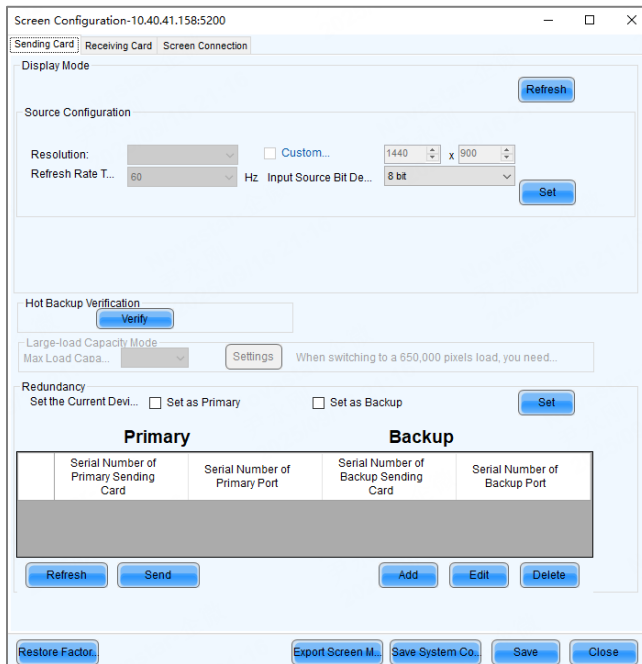 Screen Configuration-10.40.41.158:5200
Sending Card Receiving Card Screen Connection
Display Mode
Refresh
Source Configuration
Resolution: Custom... 1440 x 900
Refresh Rate T... 60 Hz Input Source Bit De... 8 bit
Set
Hot Backup Verification
Verify
Large-load Capacity Mode
Max Load Capa... Settings When switching to a 650,000 pixels load, you need...
Redundancy
Set the Current Devi... Set as Primary Set as Backup Set
Primary Backup
Serial Number of Primary Sending Card
Serial Number of Primary Port
Serial Number of Backup Sending Card
Serial Number of Backup Port
Refresh Send Add Edit Delete
Restore Factor... Export Screen M... Save System Co... Save Close